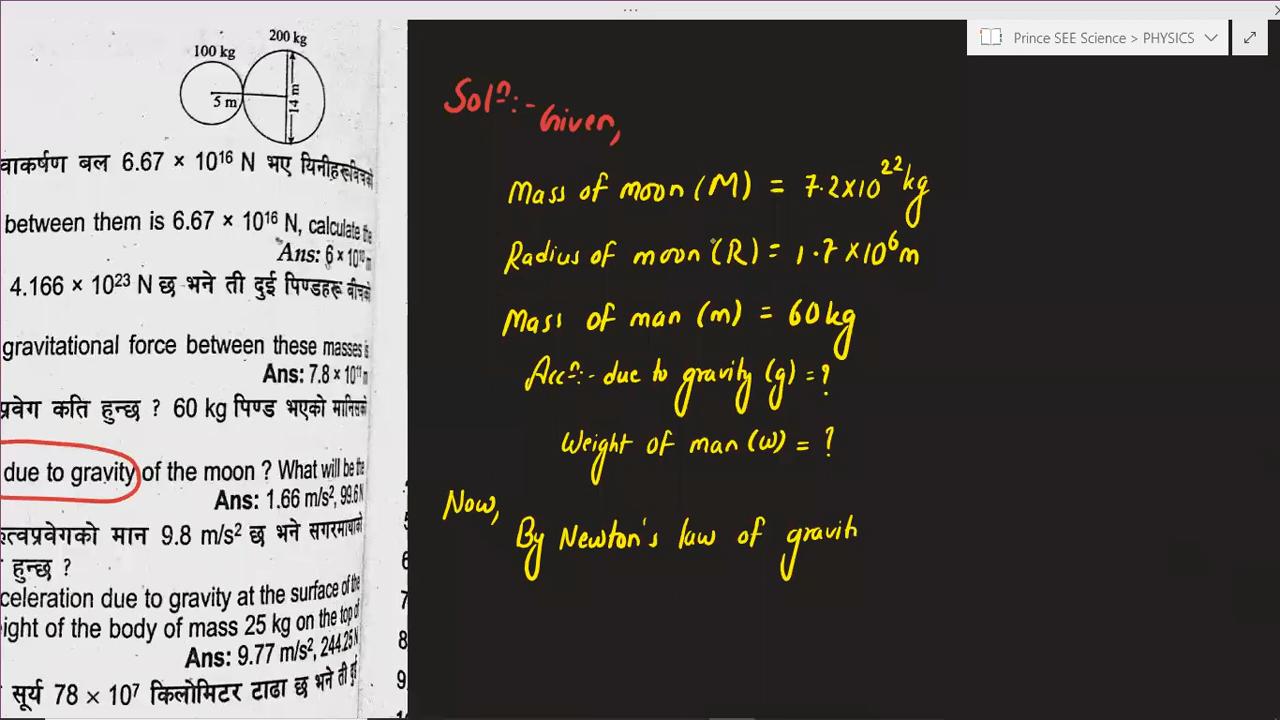 Prince SEE Science > PHYSICS
200 kg
100 kg
5 m
14 m
वाकर्षण बल 6.67 × 10¹⁶ N भए यिनीहरूबिचको
between them is 6.67 × 10¹⁶ N, calculate the
Ans: 6 × 10¹⁰ m
4.166 × 10²³ N छ भने ती दुई पिण्डहरू बीचको
gravitational force between these masses is
Ans: 7.8 × 10¹¹ m
प्रवेग कति हुन्छ ? 60 kg पिण्ड भएको मानिसको
due to gravity of the moon ? What will be the
Ans: 1.66 m/s², 99.6 N
रुत्वप्रवेगको मान 9.8 m/s² छ भने सगरमाथाको
हुन्छ ?
celeration due to gravity at the surface of the
ight of the body of mass 25 kg on the top of
Ans: 9.77 m/s², 244.25 N
सूर्य 78 × 10⁷ किलोमिटर टाढा छ भने ती दुई
6
7
8
9
Solⁿ:- Given,
Mass of moon (M) = 7.2×10²² kg
Radius of moon (R) = 1.7 ×10⁶ m
Mass of man (m) = 60 kg
Accⁿ:- due to gravity (g) = ?
Weight of man (w) = ?
Now,
By Newton's law of gravit